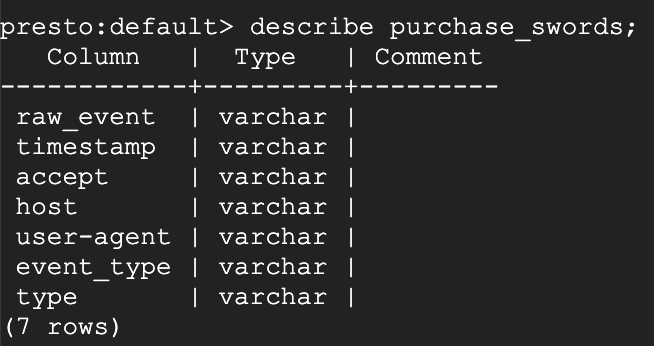 presto:default> describe purchase_swords;
   Column   |  Type   | Comment
------------+---------+---------
 raw_event  | varchar |
 timestamp  | varchar |
 accept     | varchar |
 host       | varchar |
 user-agent | varchar |
 event_type | varchar |
 type       | varchar |
(7 rows)